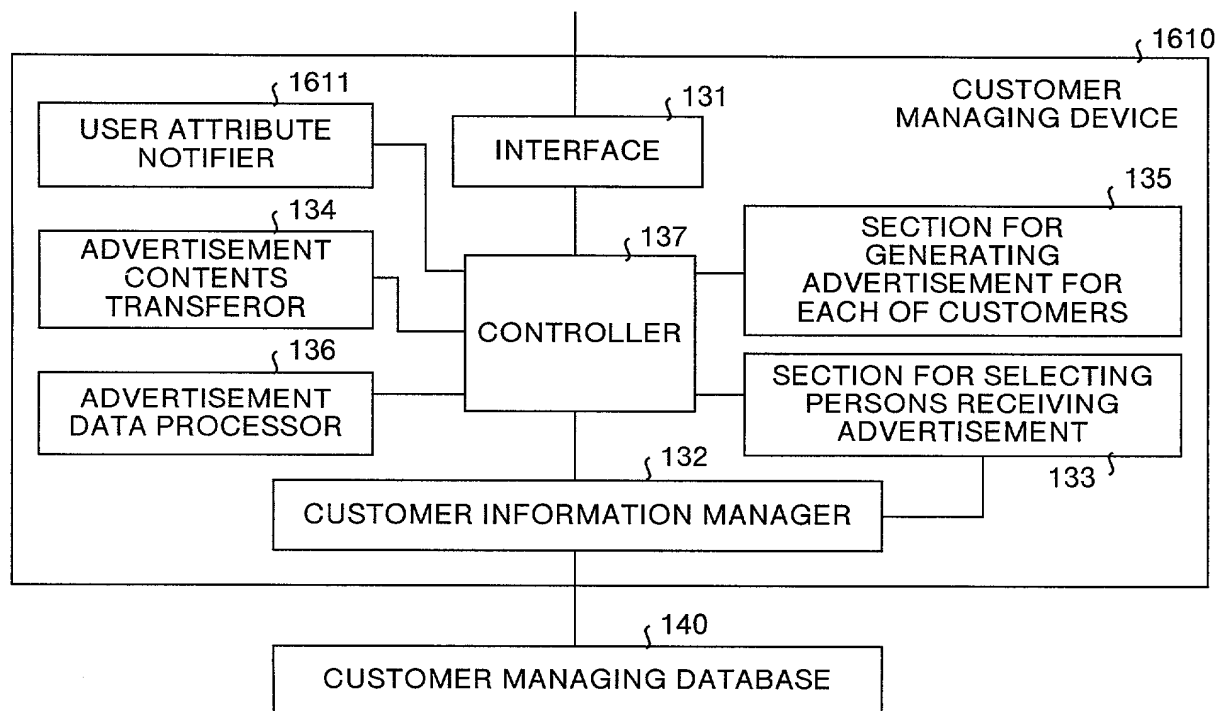 1610
CUSTOMER
MANAGING DEVICE
1611
USER ATTRIBUTE
NOTIFIER
131
INTERFACE
134
ADVERTISEMENT
CONTENTS
TRANSFEROR
137
CONTROLLER
135
SECTION FOR
GENERATING
ADVERTISEMENT FOR
EACH OF CUSTOMERS
136
ADVERTISEMENT
DATA PROCESSOR
SECTION FOR SELECTING
PERSONS RECEIVING
ADVERTISEMENT
133
132
CUSTOMER INFORMATION MANAGER
140
CUSTOMER MANAGING DATABASE